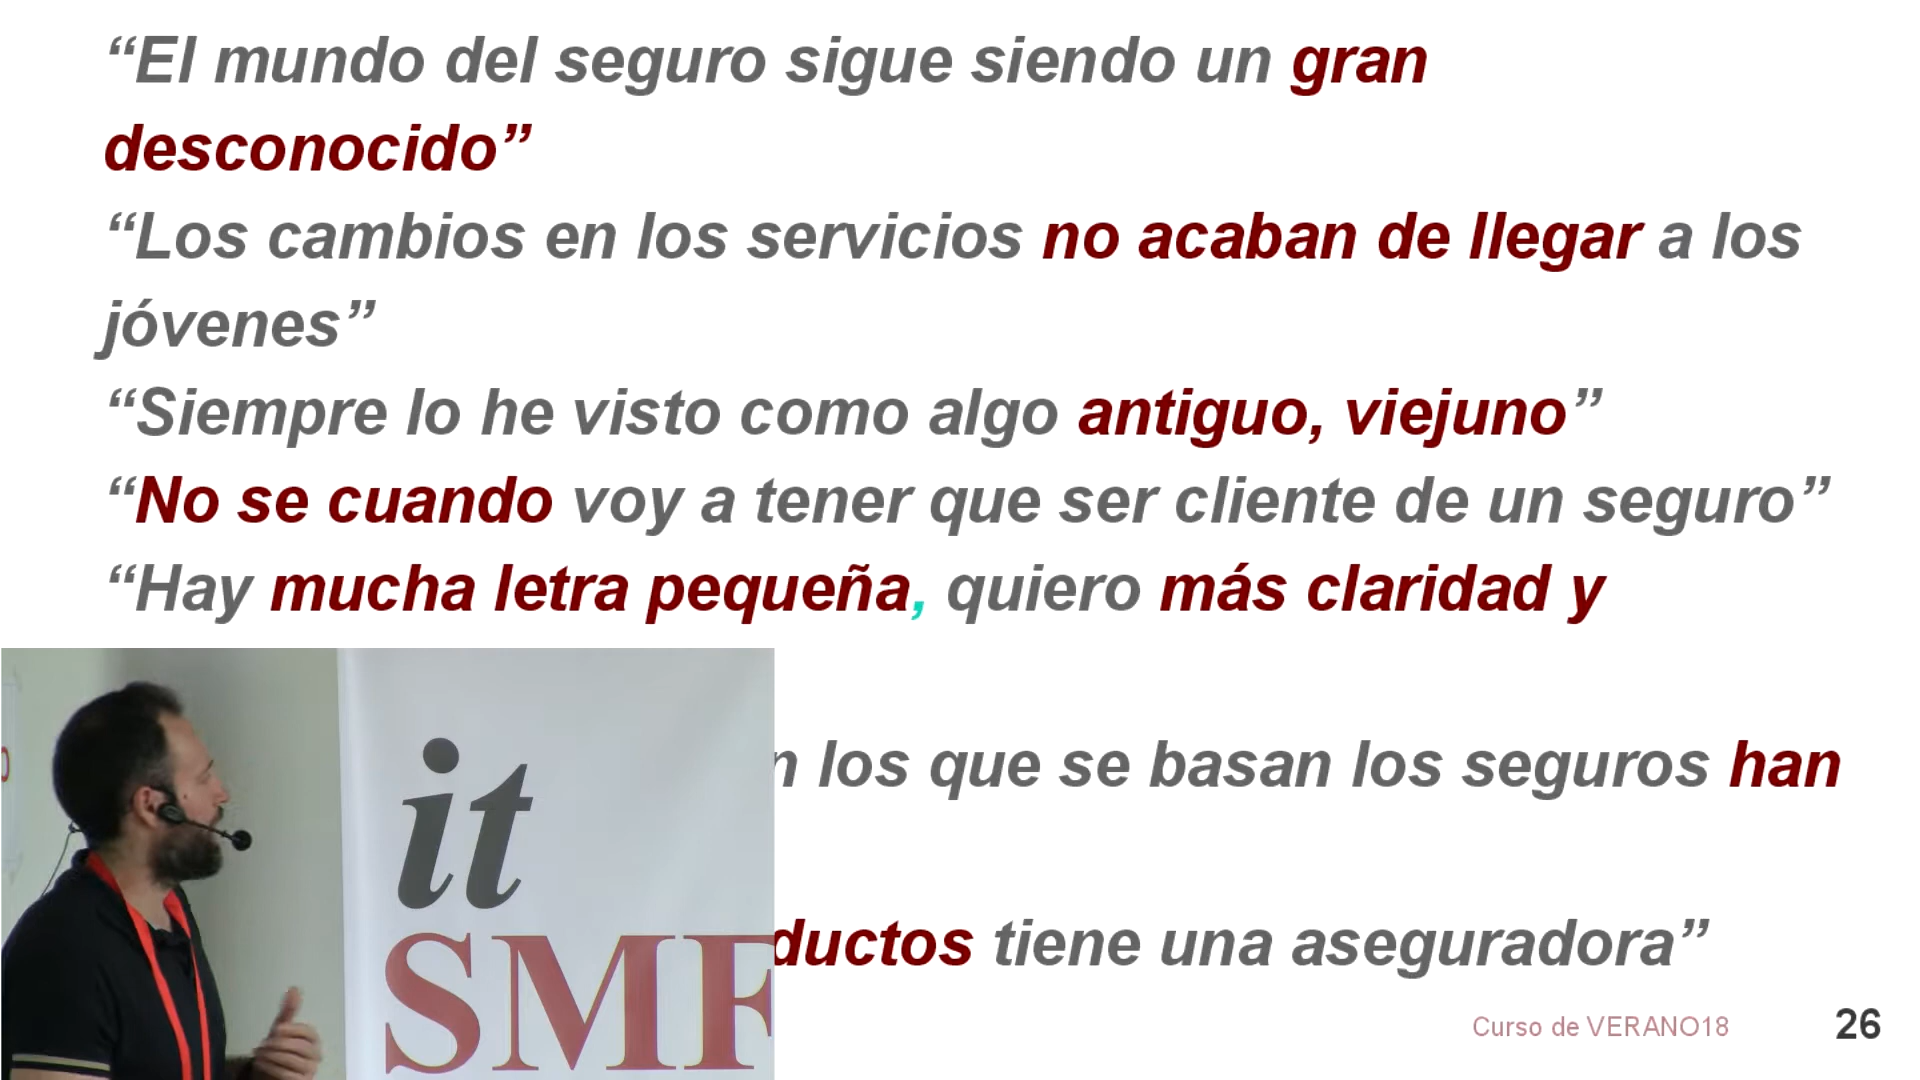 “El mundo del seguro sigue siendo un gran
desconocido”
“Los cambios en los servicios no acaban de llegar a los
jóvenes”
“Siempre lo he visto como algo antiguo, viejuno”
“No se cuando voy a tener que ser cliente de un seguro”
“Hay mucha letra pequeña, quiero más claridad y
los que se basan los seguros han
tiene una aseguradora”
it
SMF
Curso de VERANO18
26